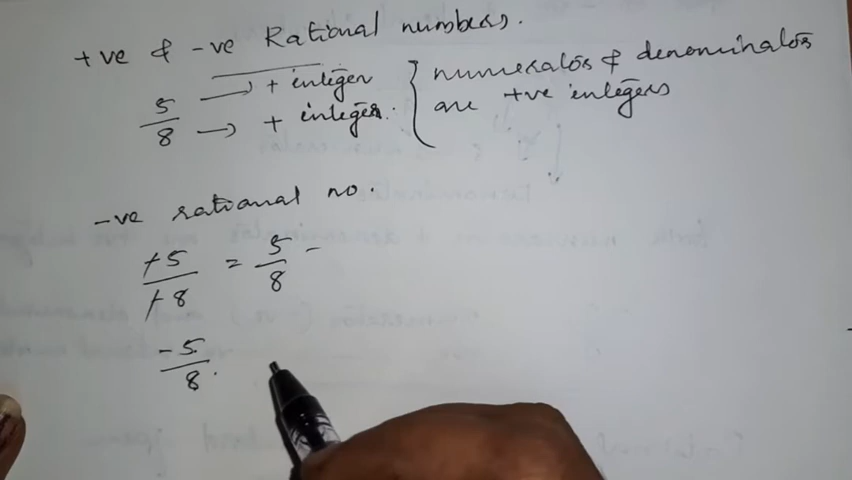 +ve & -ve Rational numbers.
5/8 → + integer
→ + integer.
numerators & denominators
are +ve integers
-ve rational no.
-5/-8 = 5/8 -
-5/8.